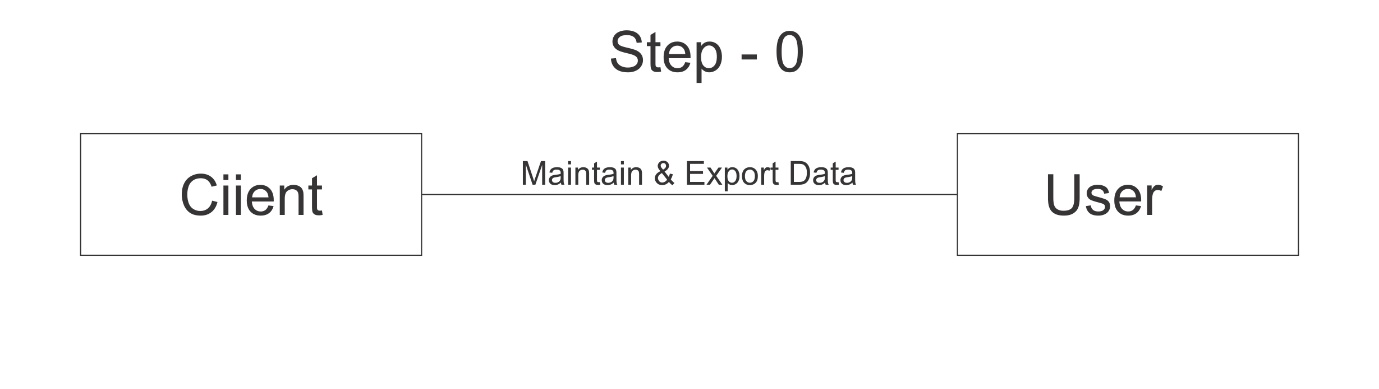 Step - 0
Ciient
Maintain & Export Data
User